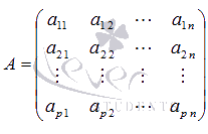 A = ( a11 a12 ⋯ a1n
a21 a22 ⋯ a2n
⋮ ⋮ ⋮ ⋮
ap1 ap2 ⋯ apn )